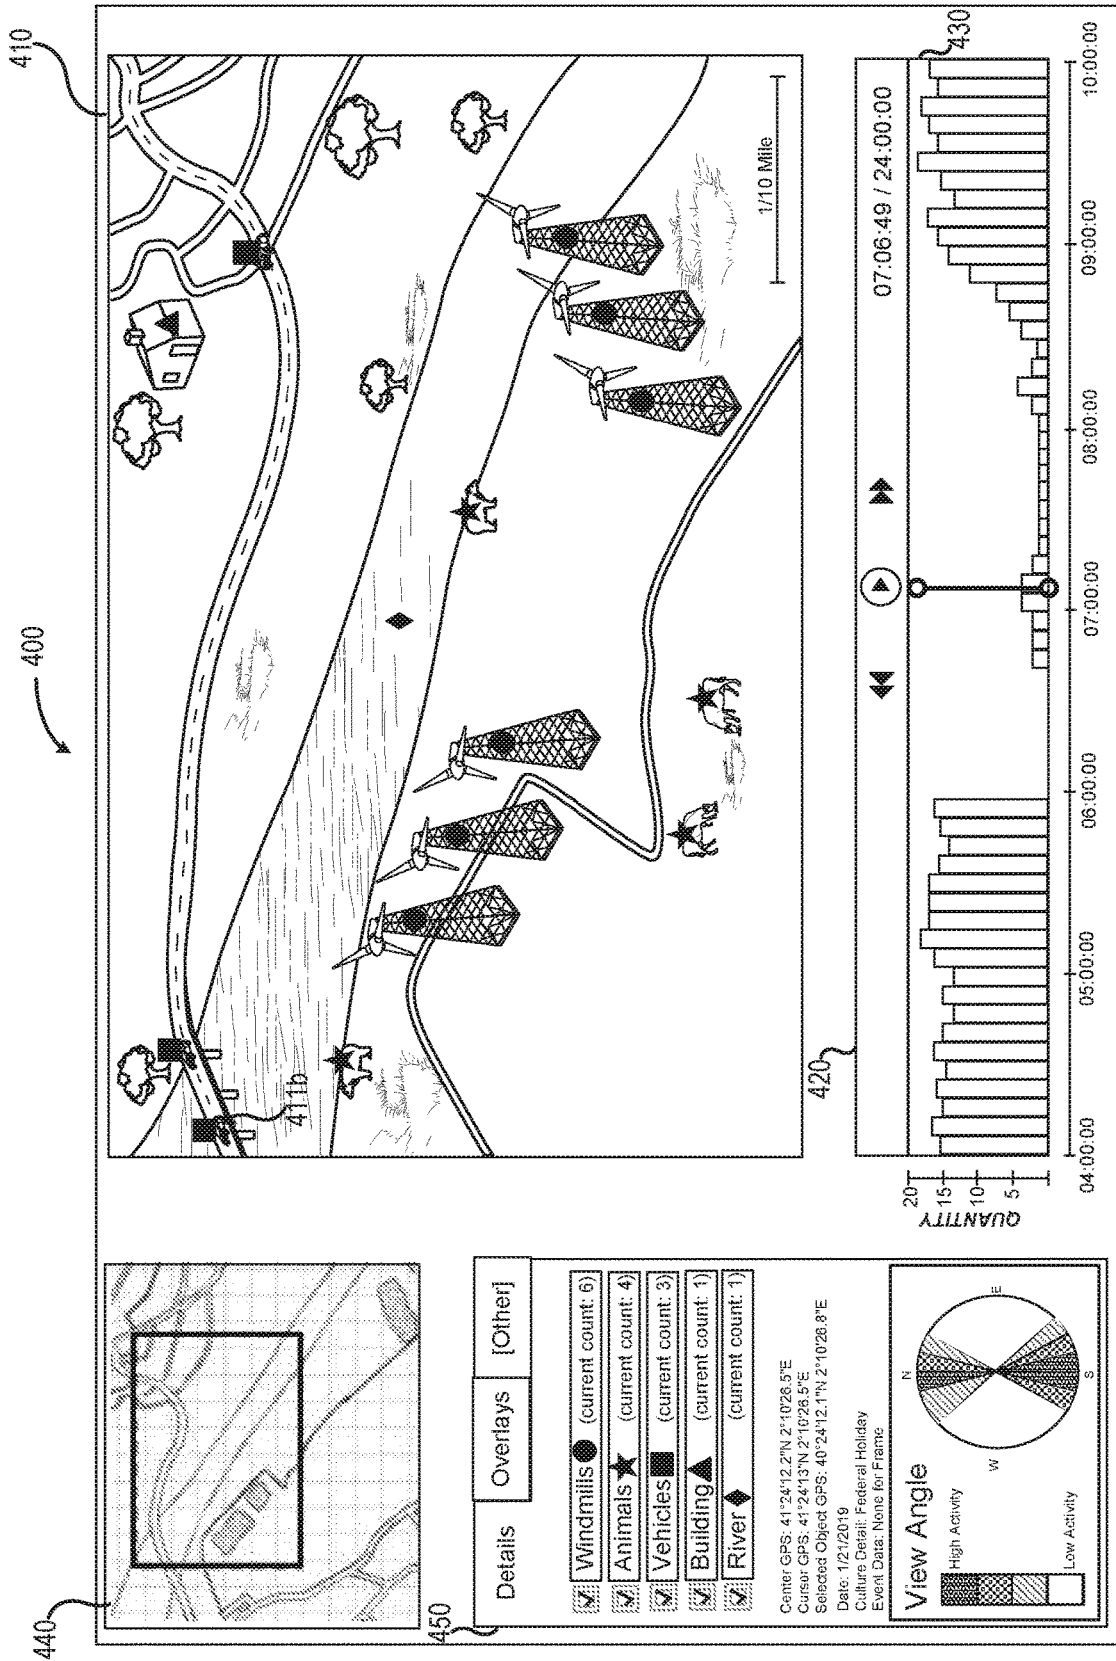 400
410
440
450
411b
1/10 Mile
420
430
Details
Overlays
[Other]
Windmills (current count: 6)
Animals (current count: 4)
Vehicles (current count: 3)
Building (current count: 1)
River (current count: 1)
Center GPS: 41°24'12.2"N 2°10'26.5"E
Cursor GPS: 41°24'13"N 2°10'26.5"E
Selected Object GPS: 40°24'12.1"N 2°10'26.8"E
Date: 1/21/2019
Culture Detail: Federal Holiday
Event Data: None for Frame
View Angle
High Activity
Low Activity
N
E
S
W
07:06:49 / 24:00:00
QUANTITY
20
15
10
5
04:00:00
05:00:00
06:00:00
07:00:00
08:00:00
09:00:00
10:00:00